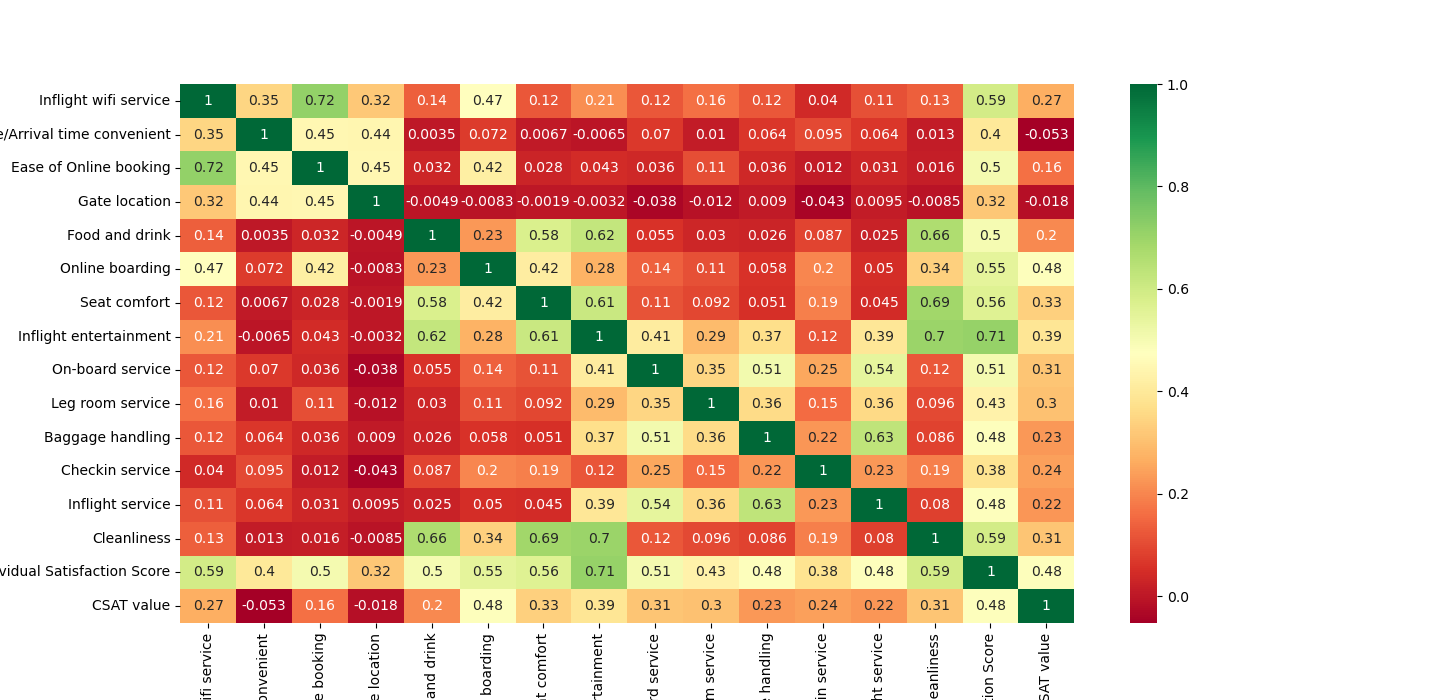 Inflight wifi service 1 0.35 0.72 0.32 0.14 0.47 0.12 0.21 0.12 0.16 0.12 0.04 0.11 0.13 0.59 0.27
e/Arrival time convenient 0.35 1 0.45 0.44 0.0035 0.072 0.0067 -0.0065 0.07 0.01 0.064 0.095 0.064 0.013 0.4 -0.053
Ease of Online booking 0.72 0.45 1 0.45 0.032 0.42 0.028 0.043 0.036 0.11 0.036 0.012 0.031 0.016 0.5 0.16
Gate location 0.32 0.44 0.45 1 -0.0049 -0.0083 -0.0019 -0.0032 -0.038 -0.012 0.009 -0.043 0.0095 -0.0085 0.32 -0.018
Food and drink 0.14 0.0035 0.032 -0.0049 1 0.23 0.58 0.62 0.055 0.03 0.026 0.087 0.025 0.66 0.5 0.2
Online boarding 0.47 0.072 0.42 -0.0083 0.23 1 0.42 0.28 0.14 0.11 0.058 0.2 0.05 0.34 0.55 0.48
Seat comfort 0.12 0.0067 0.028 -0.0019 0.58 0.42 1 0.61 0.11 0.092 0.051 0.19 0.045 0.69 0.56 0.33
Inflight entertainment 0.21 -0.0065 0.043 -0.0032 0.62 0.28 0.61 1 0.41 0.29 0.37 0.12 0.39 0.7 0.71 0.39
On-board service 0.12 0.07 0.036 -0.038 0.055 0.14 0.11 0.41 1 0.35 0.51 0.25 0.54 0.12 0.51 0.31
Leg room service 0.16 0.01 0.11 -0.012 0.03 0.11 0.092 0.29 0.35 1 0.36 0.15 0.36 0.096 0.43 0.3
Baggage handling 0.12 0.064 0.036 0.009 0.026 0.058 0.051 0.37 0.51 0.36 1 0.22 0.63 0.086 0.48 0.23
Checkin service 0.04 0.095 0.012 -0.043 0.087 0.2 0.19 0.12 0.25 0.15 0.22 1 0.23 0.19 0.38 0.24
Inflight service 0.11 0.064 0.031 0.0095 0.025 0.05 0.045 0.39 0.54 0.36 0.63 0.23 1 0.08 0.48 0.22
Cleanliness 0.13 0.013 0.016 -0.0085 0.66 0.34 0.69 0.7 0.12 0.096 0.086 0.19 0.08 1 0.59 0.31
vidual Satisfaction Score 0.59 0.4 0.5 0.32 0.5 0.55 0.56 0.71 0.51 0.43 0.48 0.38 0.48 0.59 1 0.48
CSAT value 0.27 -0.053 0.16 -0.018 0.2 0.48 0.33 0.39 0.31 0.3 0.23 0.24 0.22 0.31 0.48 1
ifi service
onvenient
e booking
e location
and drink
boarding
t comfort
rtainment
rd service
m service
e handling
in service
ht service
eanliness
ion Score
SAT value
1.0
0.8
0.6
0.4
0.2
0.0